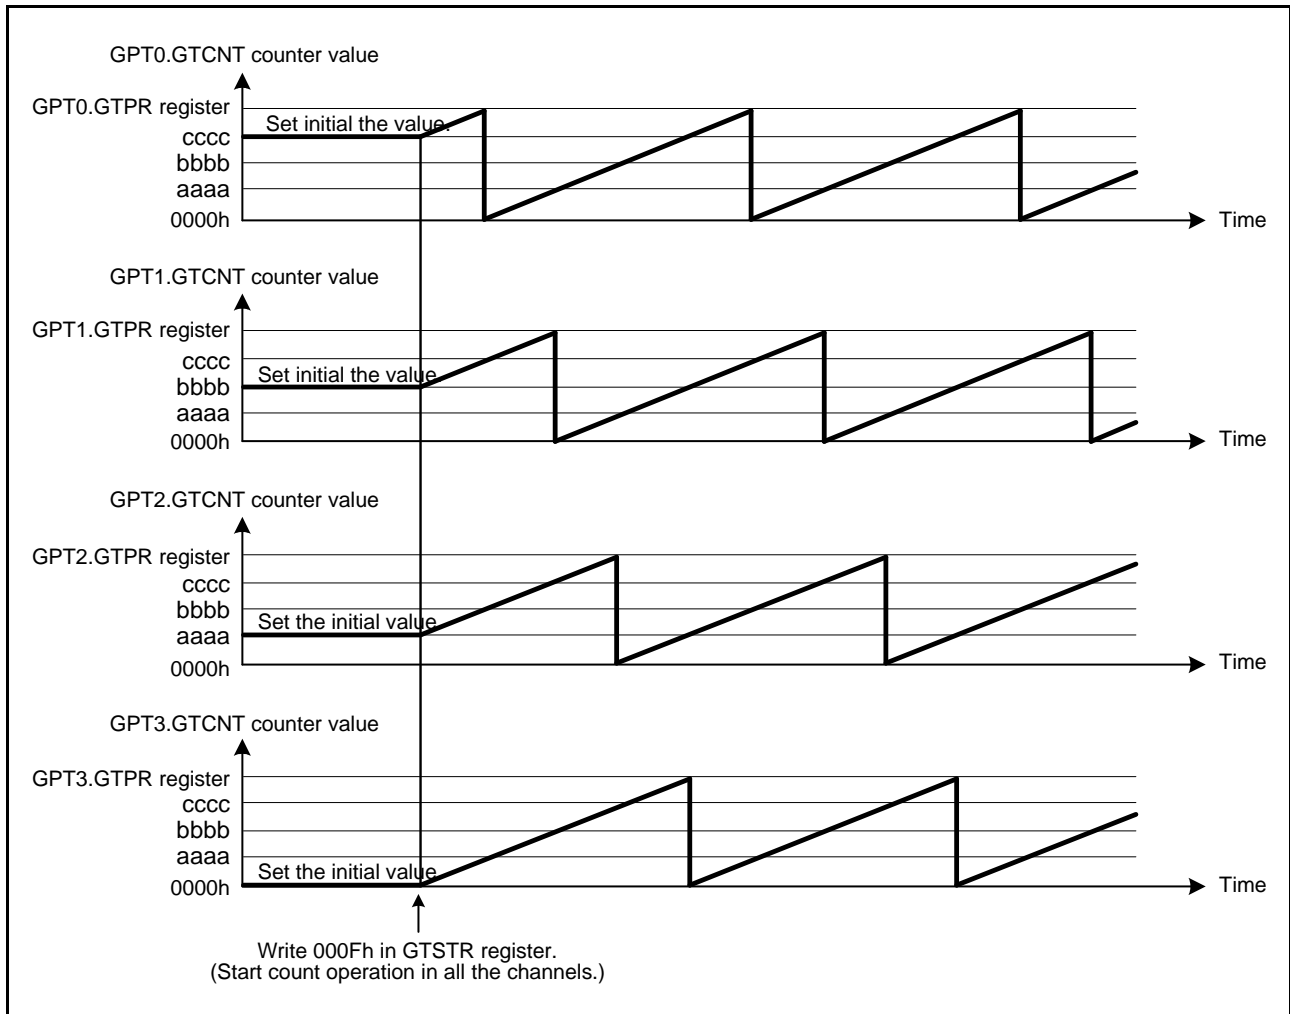 GPT0.GTCNT counter value
GPT0.GTPR register
Set initial the value.
cccc
bbbb
aaaa
0000h
Time
GPT1.GTCNT counter value
GPT1.GTPR register
cccc
Set initial the value.
bbbb
aaaa
0000h
Time
GPT2.GTCNT counter value
GPT2.GTPR register
cccc
bbbb
Set the initial value.
aaaa
0000h
Time
GPT3.GTCNT counter value
GPT3.GTPR register
cccc
bbbb
aaaa
Set the initial value.
0000h
Time
Write 000Fh in GTSTR register.
(Start count operation in all the channels.)